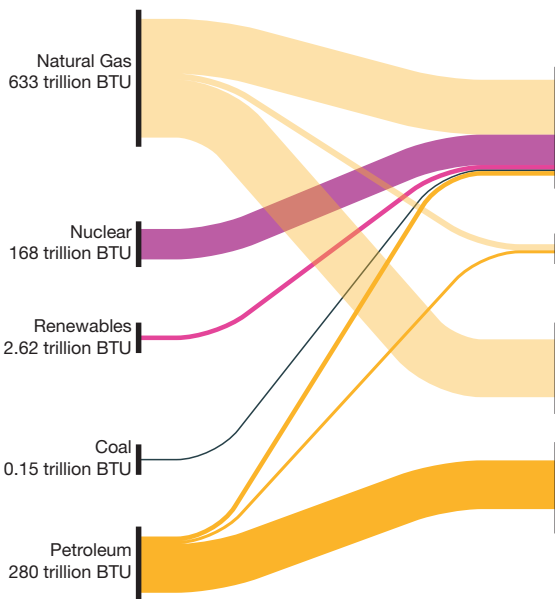 Natural Gas
633 trillion BTU
Nuclear
168 trillion BTU
Renewables
2.62 trillion BTU
Coal
0.15 trillion BTU
Petroleum
280 trillion BTU